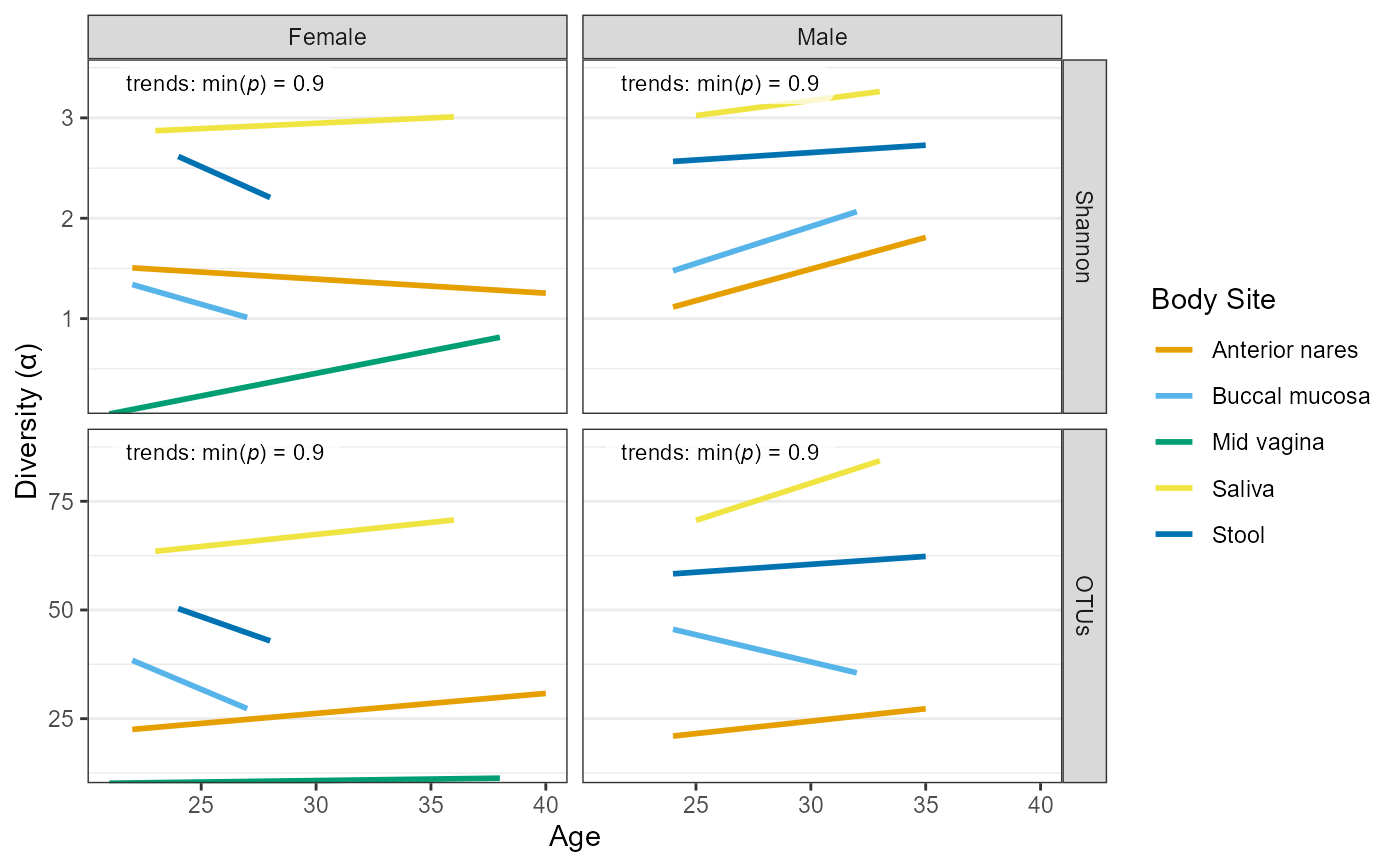 Female
Male
trends: min(p) = 0.9
trends: min(p) = 0.9
3
2
1
Shannon
trends: min(p) = 0.9
trends: min(p) = 0.9
75
50
25
OTUs
Diversity (α)
25
30
35
40
25
30
35
40
Age
Body Site
Anterior nares
Buccal mucosa
Mid vagina
Saliva
Stool